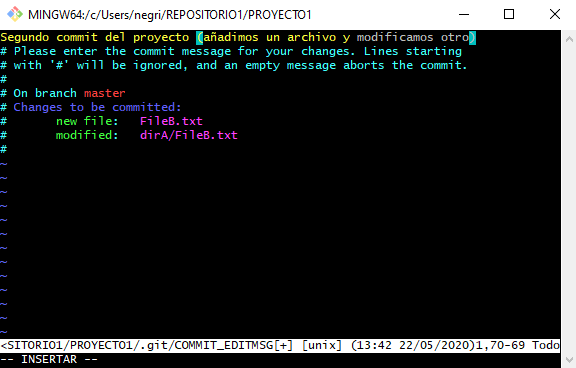 MINGW64:/c/Users/negri/REPOSITORIO1/PROYECTO1
Segundo commit del proyecto (añadimos un archivo y modificamos otro)
# Please enter the commit message for your changes. Lines starting
# with '#' will be ignored, and an empty message aborts the commit.
#
# On branch master
# Changes to be committed:
#       new file:   FileB.txt
#       modified:   dirA/FileB.txt
#
~
~
~
~
~
~
~
~
~
~
~
~
~
<SITORIO1/PROYECTO1/.git/COMMIT_EDITMSG[+] [unix] (13:42 22/05/2020)1,70-69 Todo
-- INSERTAR --